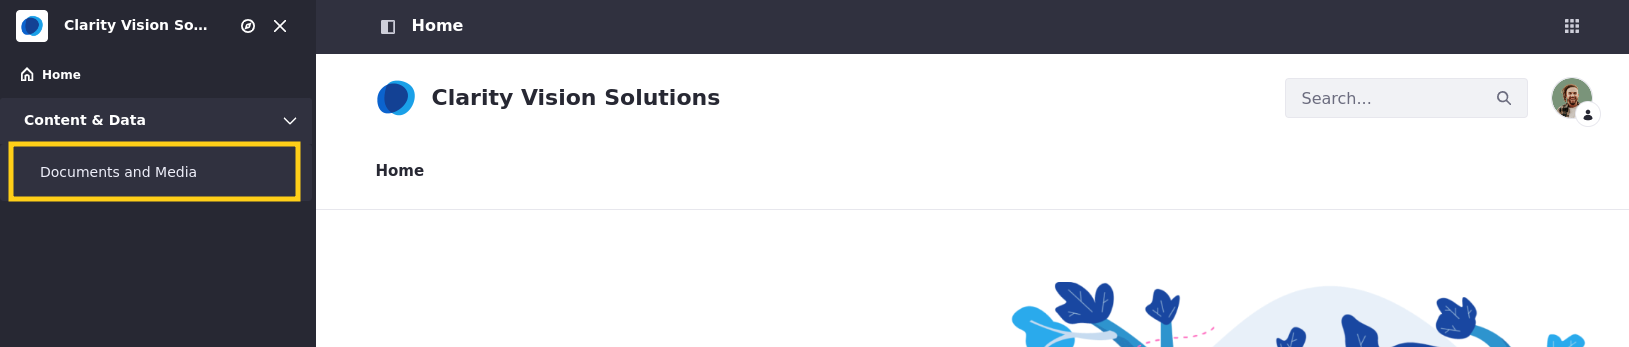 Clarity Vision So...
Home
Content & Data
Documents and Media
Home
Clarity Vision Solutions
Search...
Home